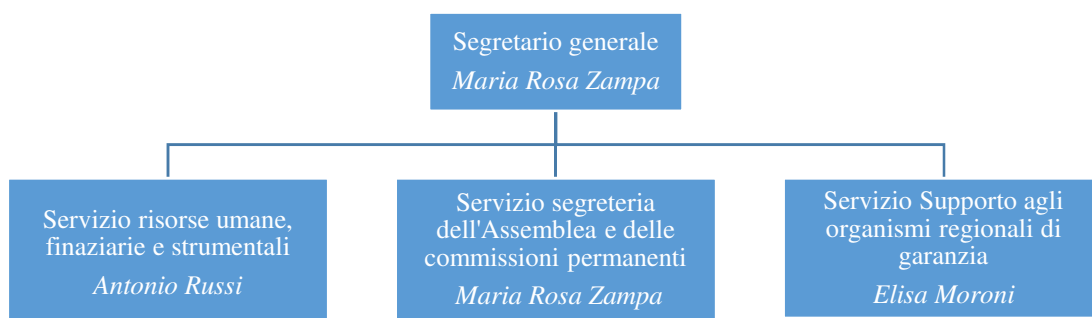 Segretario generale
Maria Rosa Zampa
Servizio risorse umane,
finaziarie e strumentali
Antonio Russi
Servizio segreteria
dell'Assemblea e delle
commissioni permanenti
Maria Rosa Zampa
Servizio Supporto agli
organismi regionali di
garanzia
Elisa Moroni